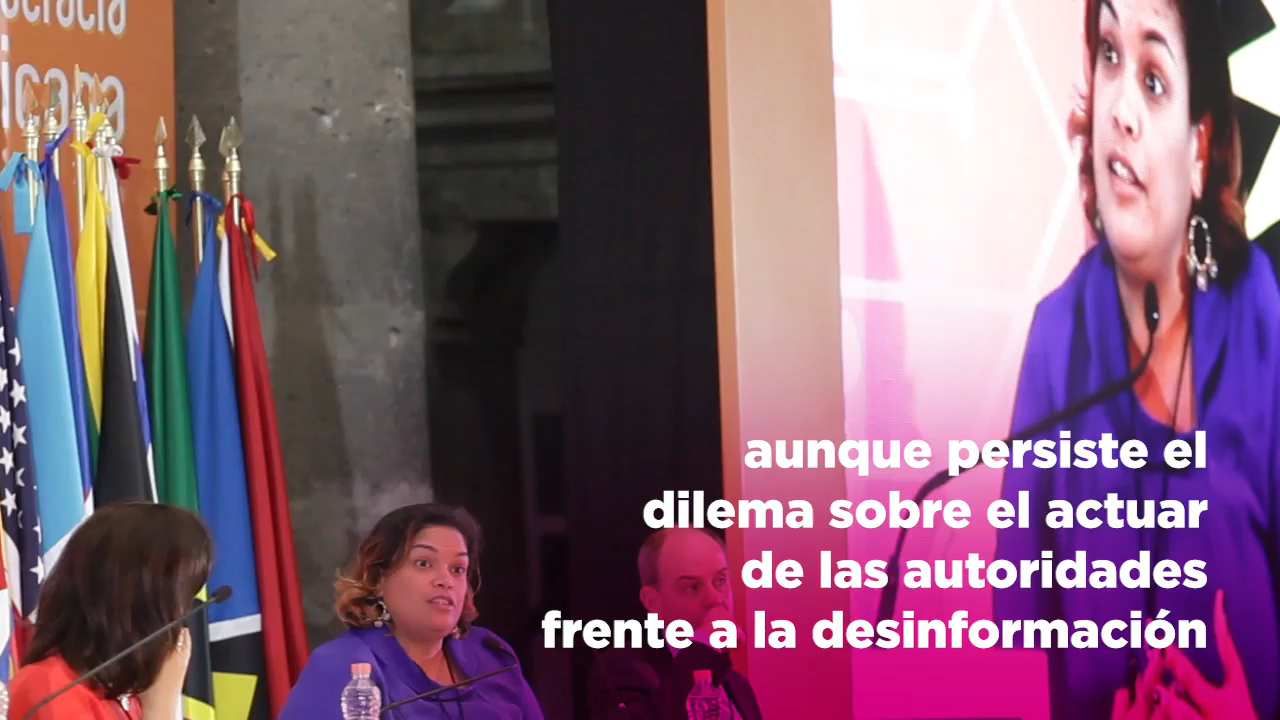 aunque persiste el
dilema sobre el actuar
de las autoridades
frente a la desinformación